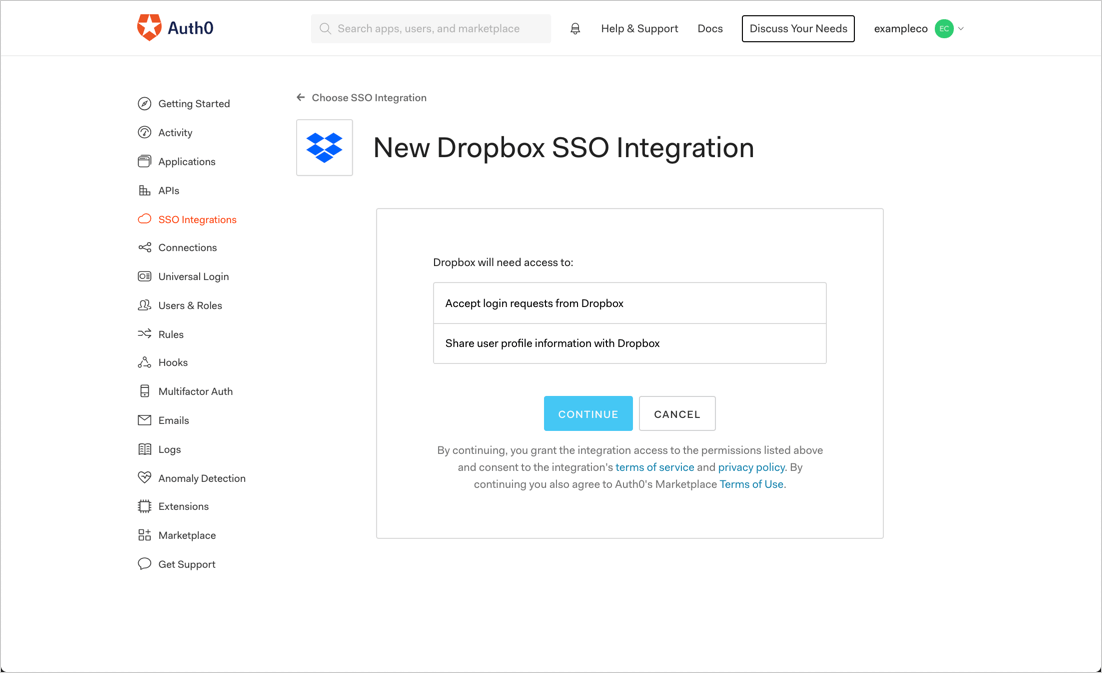 Auth0
Search apps, users, and marketplace
Help & Support
Docs
Discuss Your Needs
exampleco
EC
Getting Started
Activity
Applications
APIs
SSO Integrations
Connections
Universal Login
Users & Roles
Rules
Hooks
Multifactor Auth
Emails
Logs
Anomaly Detection
Extensions
Marketplace
Get Support
Choose SSO Integration
New Dropbox SSO Integration
Dropbox will need access to:
Accept login requests from Dropbox
Share user profile information with Dropbox
CONTINUE
CANCEL
By continuing, you grant the integration access to the permissions listed above
and consent to the integration's terms of service and privacy policy. By
continuing you also agree to Auth0's Marketplace Terms of Use.